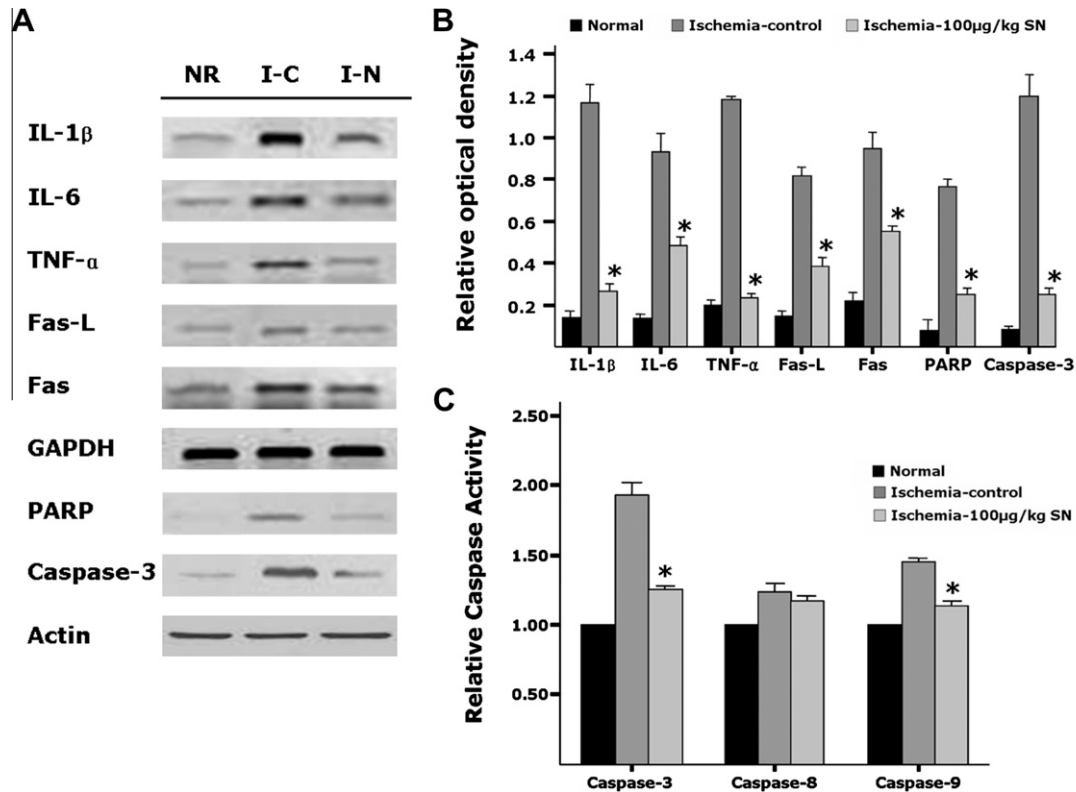 A
NR I-C I-N
IL-1β
IL-6
TNF-α
Fas-L
Fas
GAPDH
PARP
Caspase-3
Actin
B
Normal Ischemia-control Ischemia-100µg/kg SN
Relative optical density
1.4
1.2
1.0
0.8
0.6
0.4
0.2
* * * * * * *
IL-1β IL-6 TNF-α Fas-L Fas PARP Caspase-3
C
Relative Caspase Activity
2.50
2.00
1.50
1.00
0.50
Normal
Ischemia-control
Ischemia-100µg/kg SN
* *
Caspase-3 Caspase-8 Caspase-9